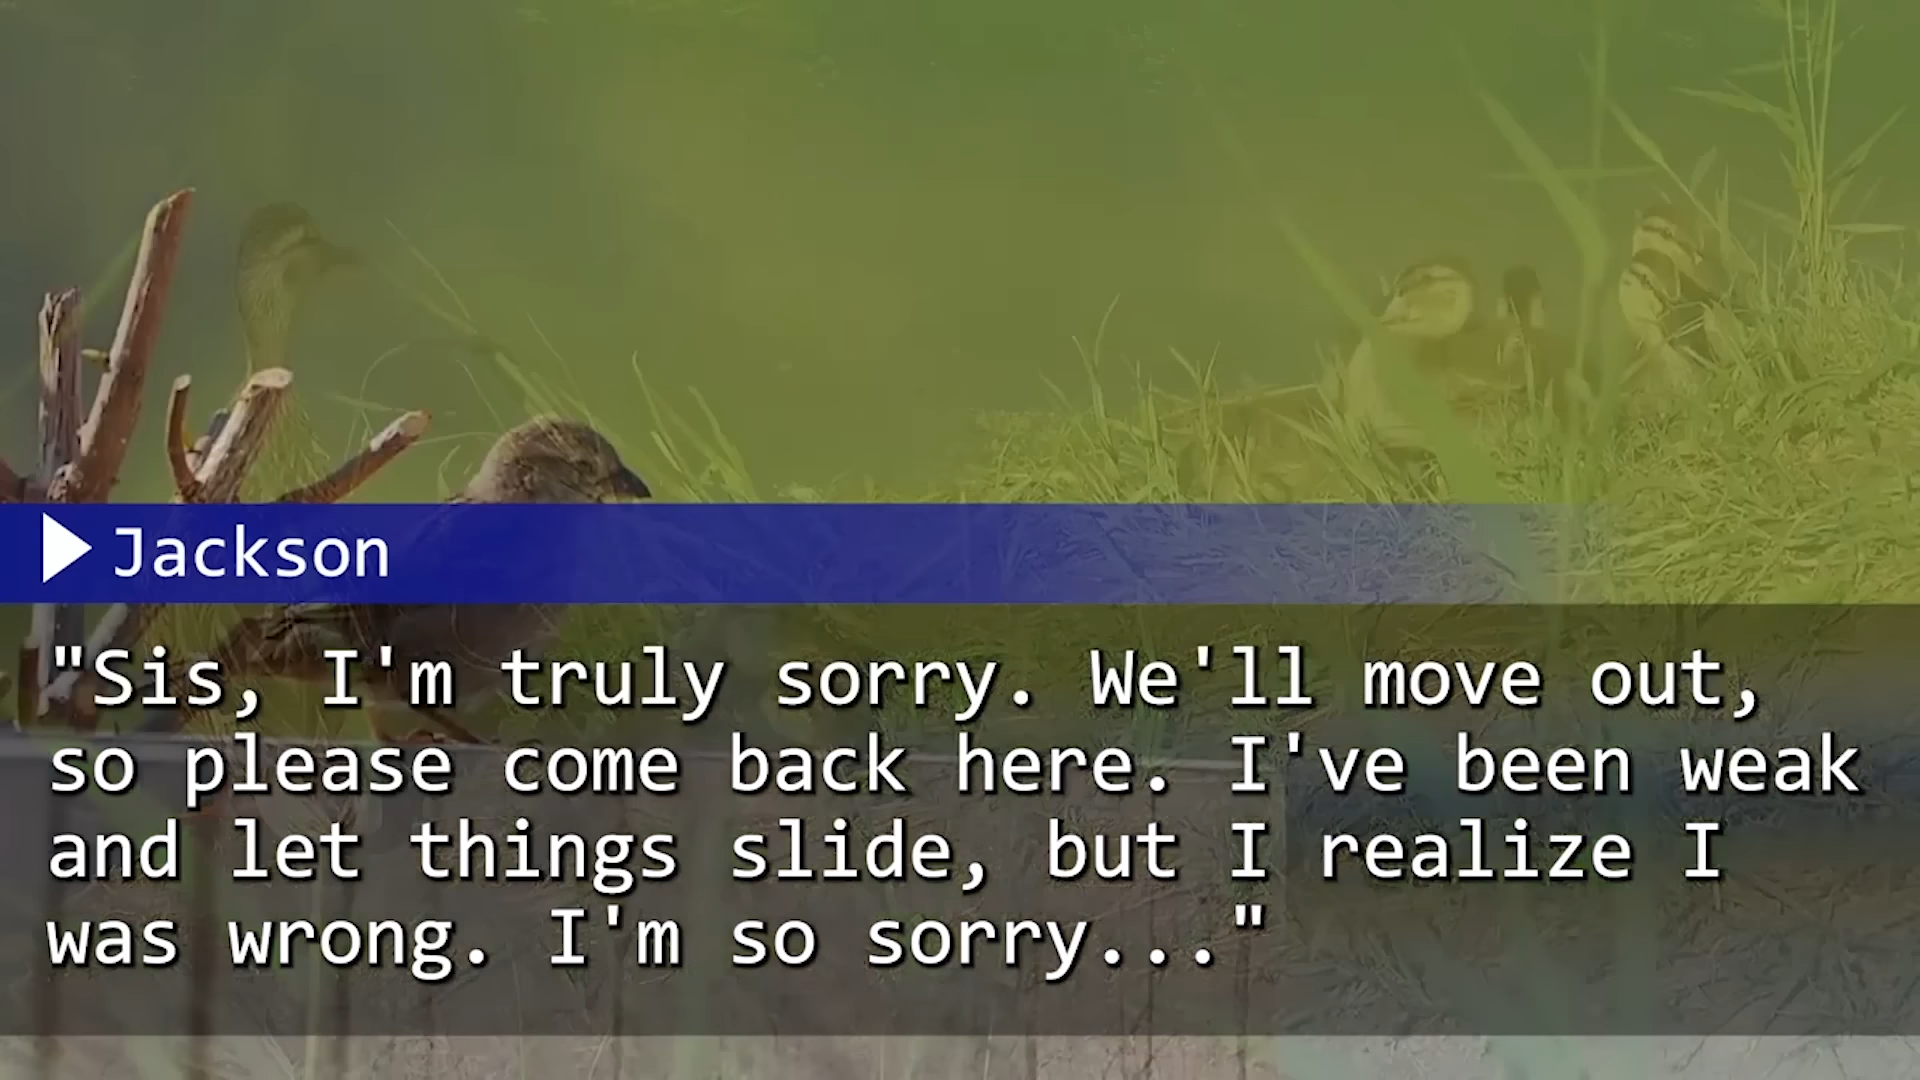 Jackson
"Sis, I'm truly sorry. We'll move out,
so please come back here. I've been weak
and let things slide, but I realize I
was wrong. I'm so sorry..."